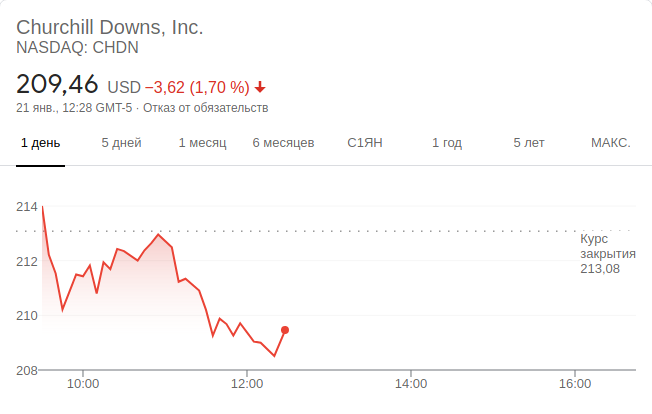 Churchill Downs, Inc.
NASDAQ: CHDN
209,46 USD −3,62 (1,70 %)
21 янв., 12:28 GMT-5 · Отказ от обязательств
1 день 5 дней 1 месяц 6 месяцев С1ЯН 1 год 5 лет МАКС.
214
Курс
закрытия
213,08
212
210
208
10:00 12:00 14:00 16:00